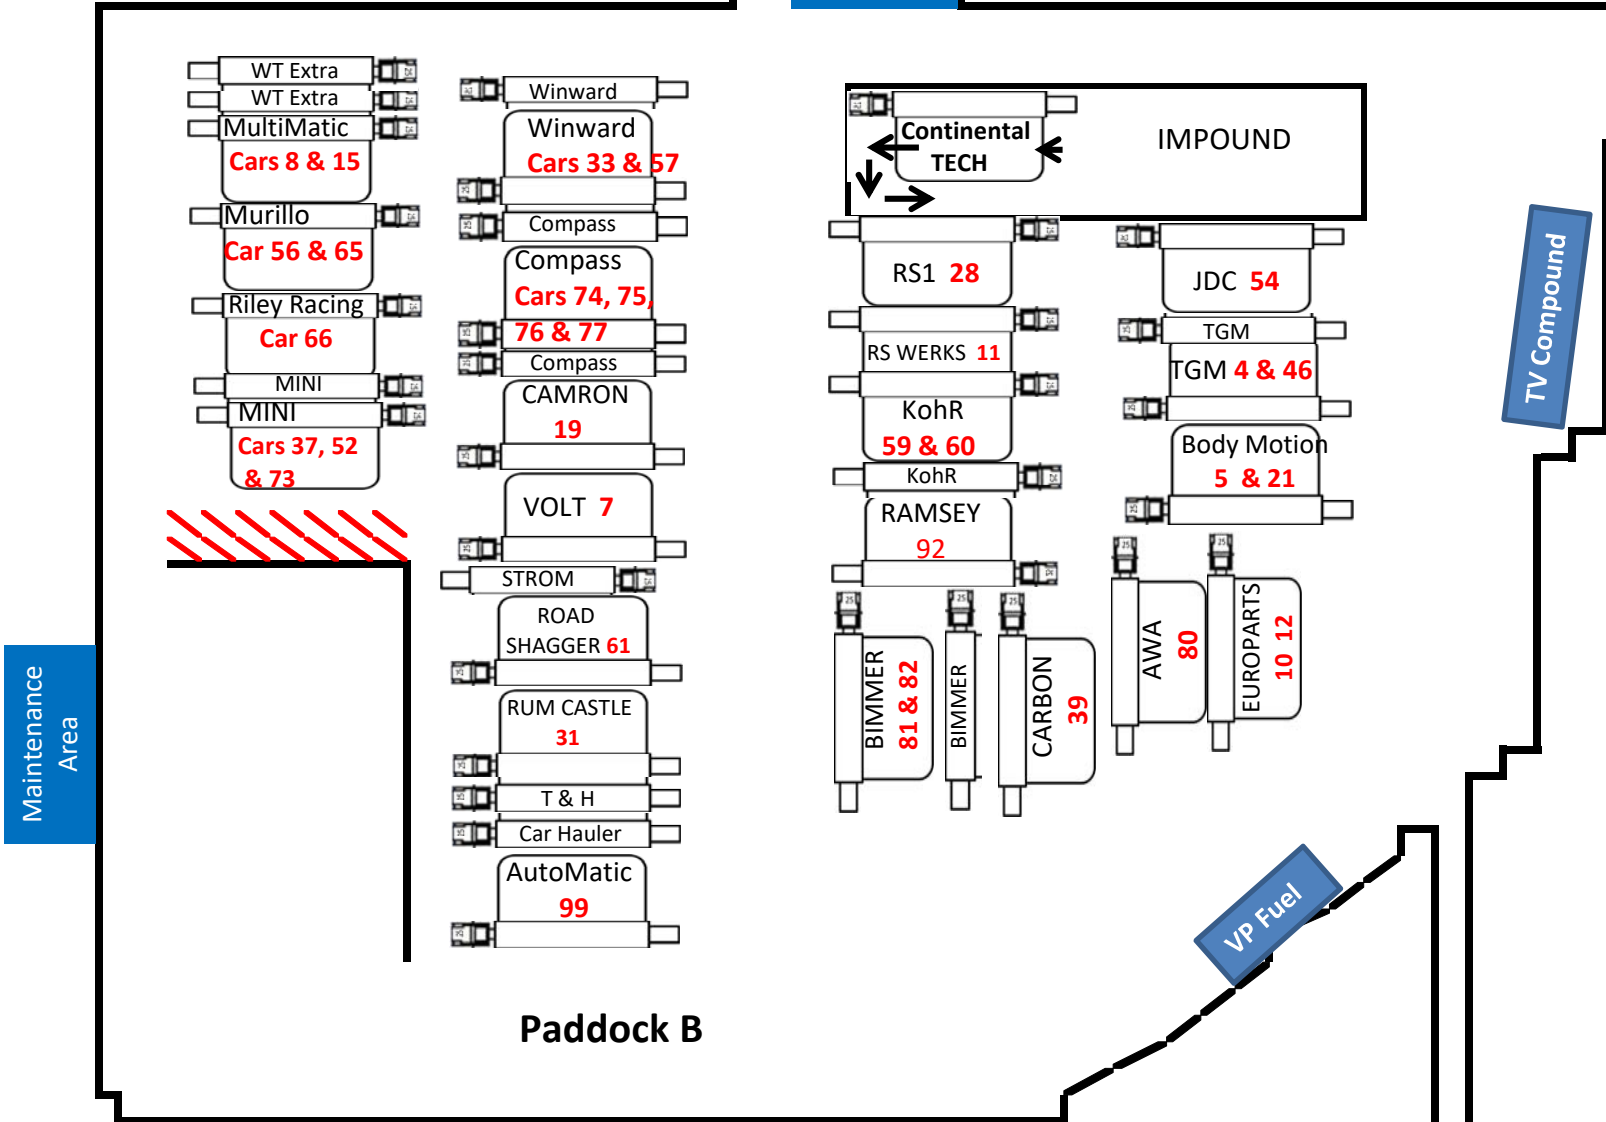 WT Extra
WT Extra
MultiMatic
Cars 8 & 15
Murillo
Car 56 & 65
Riley Racing
Car 66
MINI
MINI
Cars 37, 52
& 73
Winward
Winward
Cars 33 & 57
Compass
Compass
Cars 74, 75,
76 & 77
Compass
CAMRON
19
VOLT 7
STROM
ROAD
SHAGGER 61
RUM CASTLE
31
T & H
Car Hauler
AutoMatic
99
Continental
TECH
IMPOUND
RS1 28
RS WERKS 11
KohR
59 & 60
KohR
RAMSEY
92
BIMMER
81 & 82
BIMMER
CARBON
39
JDC 54
TGM
TGM 4 & 46
Body Motion
5 & 21
AWA
80
EUROPARTS
10 12
TV Compound
VP Fuel
Maintenance
Area
Paddock B